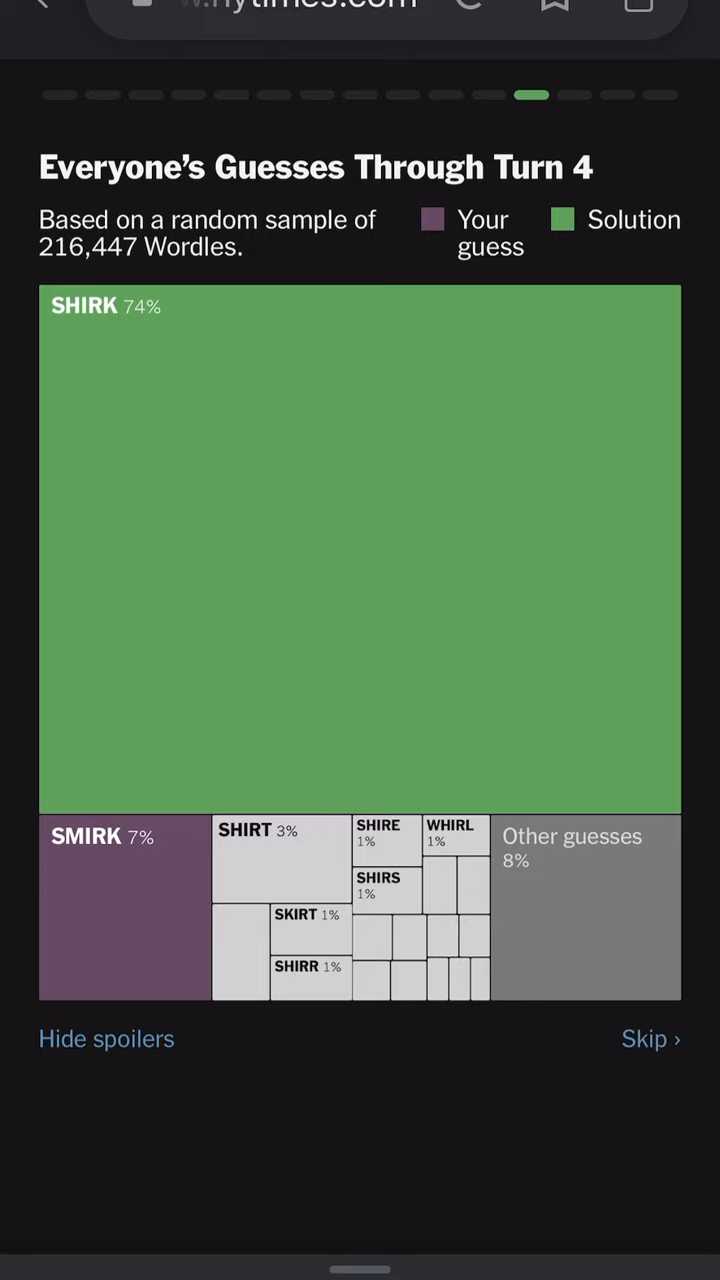 nytimes.com
Everyone's Guesses Through Turn 4
Based on a random sample of
216,447 Wordles.
Your
guess
Solution
SHIRK 74%
SMIRK 7%
SHIRT 3%
SHIRE
1%
WHIRL
1%
Other guesses
8%
SHIRS
1%
SKIRT 1%
SHIRR 1%
Hide spoilers
Skip ›